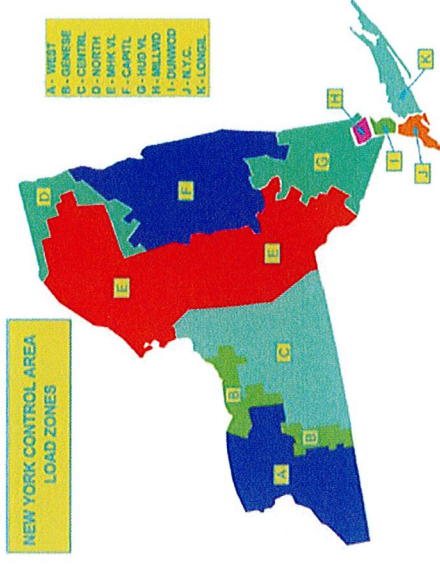 NEW YORK CONTROL AREA
LOAD ZONES
A - WEST
B - GENESE
C - CENTRL
D - NORTH
E - MHK VL
F - CAPITL
G - HUD VL
H - MILLWD
I - DUNWOD
J - N.Y.C.
K - LONGIL
D
E
F
E
G
B
C
A
B
H
I
J
K